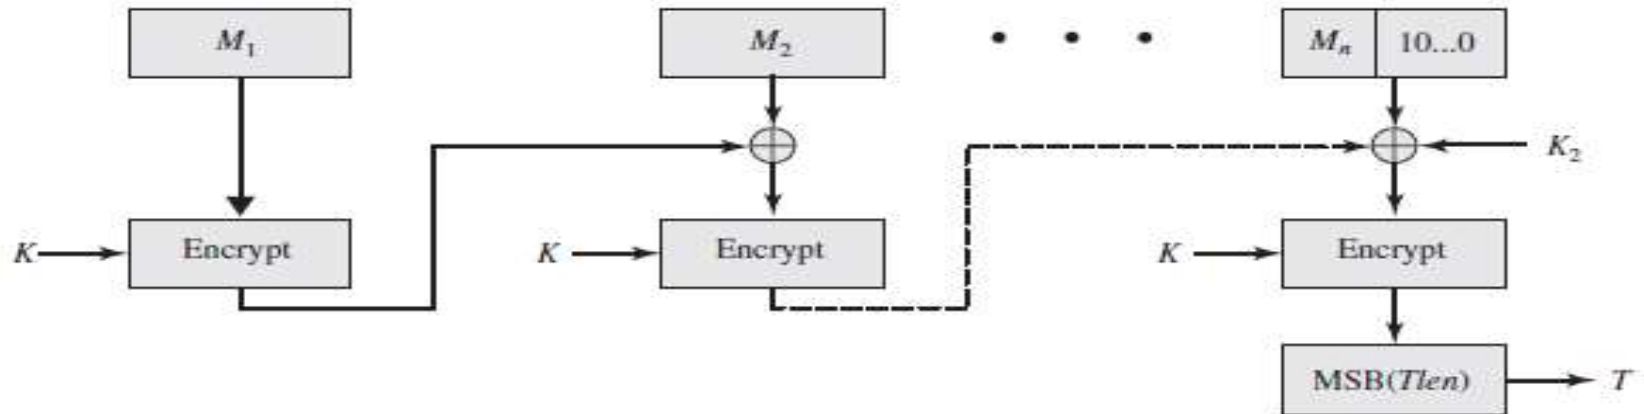 M₁
M₂
Mₙ 10...0
K₂
K Encrypt
K Encrypt
K Encrypt
MSB(Tlen) T